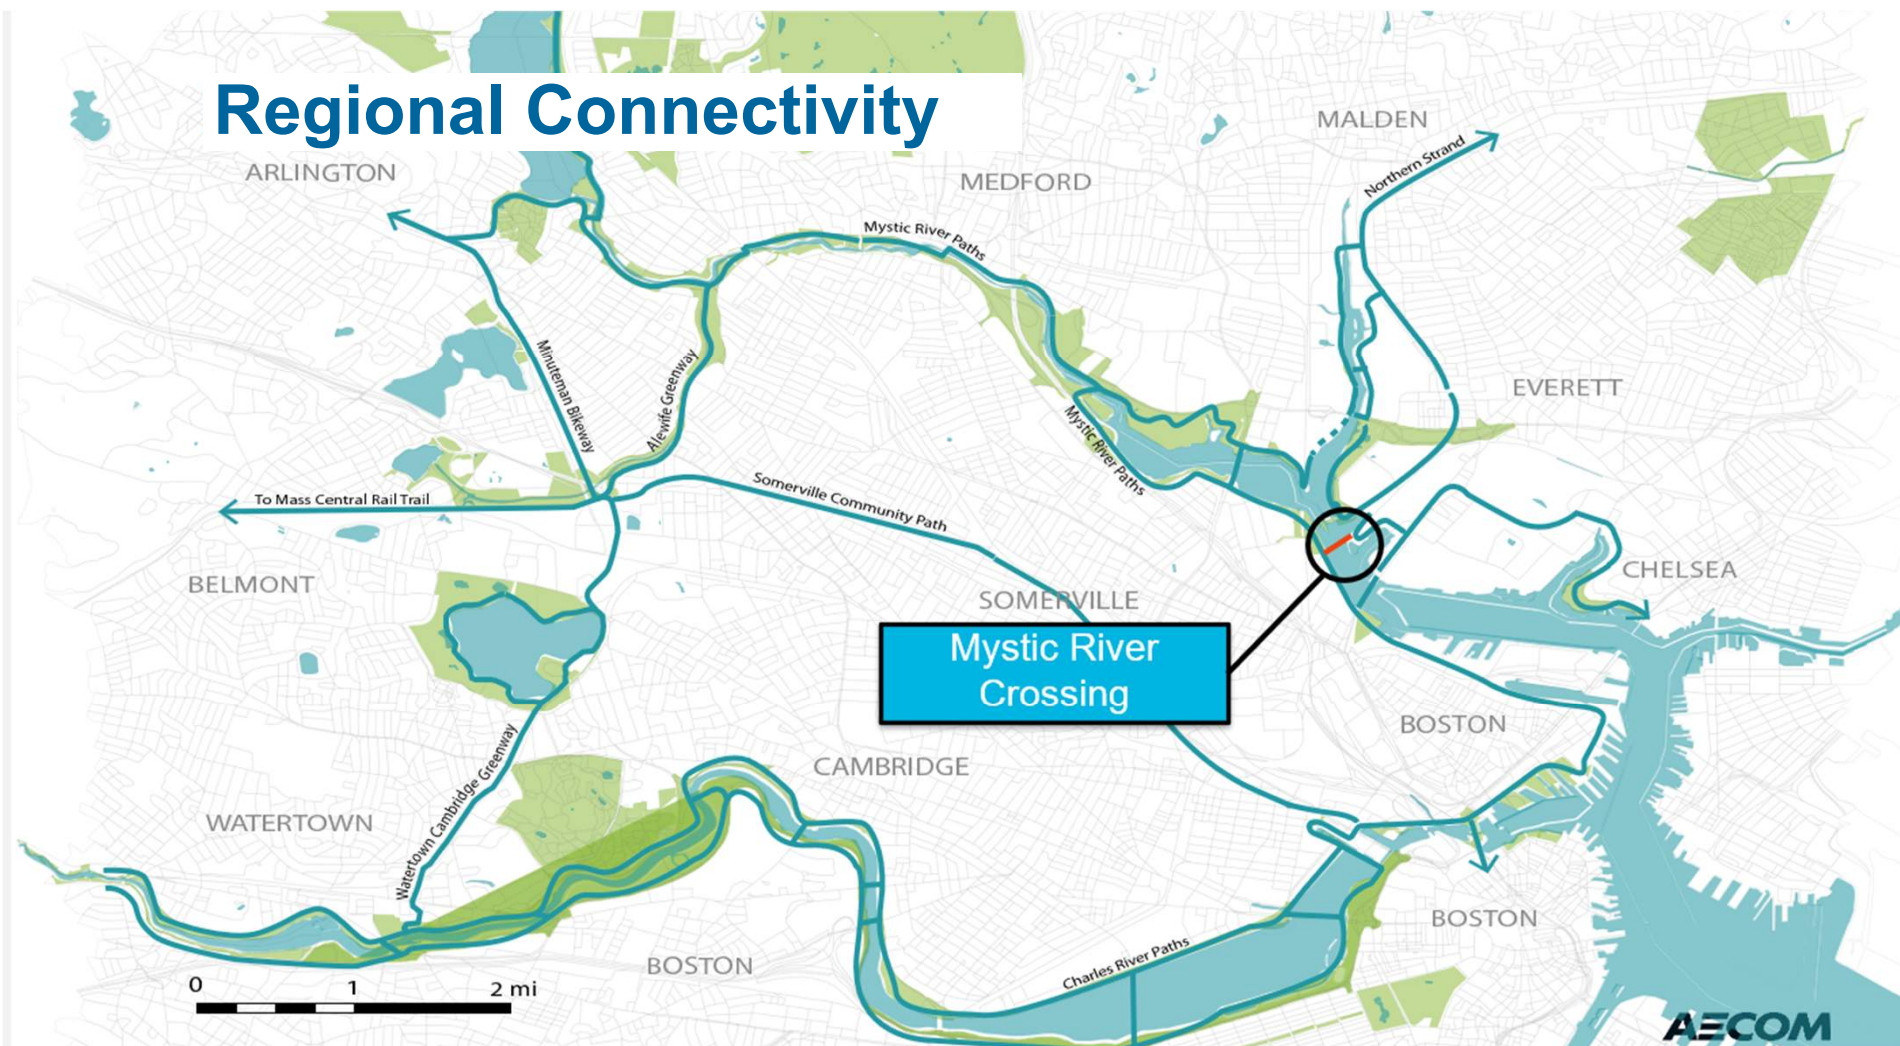 Regional Connectivity
MALDEN
Northern Strand
ARLINGTON
MEDFORD
Mystic River Paths
Minuteman Bikeway
Alewife Greenway
EVERETT
Mystic River Paths
To Mass Central Rail Trail
Somerville Community Path
BELMONT
CHELSEA
SOMERVILLE
Mystic River
Crossing
BOSTON
CAMBRIDGE
Watertown Cambridge Greenway
WATERTOWN
BOSTON
BOSTON
Charles River Paths
0 1 2 mi
AECOM